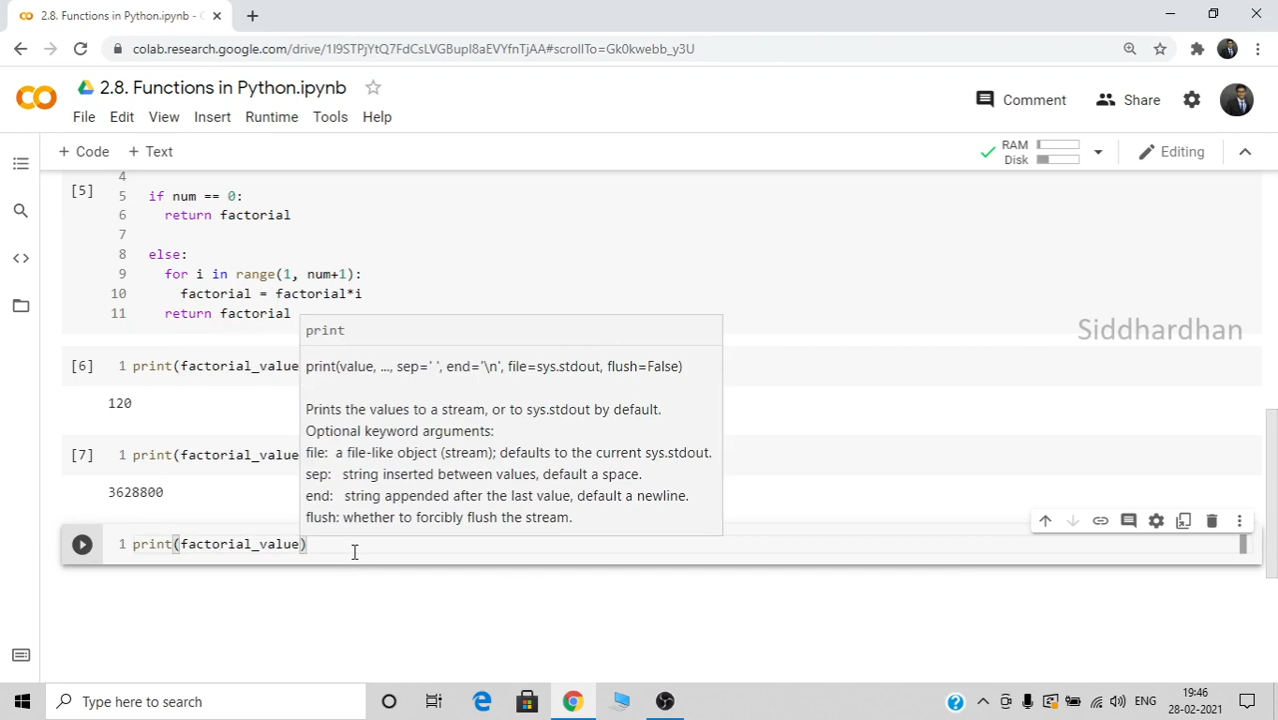 2.8. Functions in Python.ipynb - C
colab.research.google.com/drive/1I9STPjYtQ7FdCsLVGBupI8aEVYfnTjAA#scrollTo=Gk0kwebb_y3U
2.8. Functions in Python.ipynb
File Edit View Insert Runtime Tools Help
Comment Share
+ Code + Text
RAM
Disk
Editing
4
[5] 5 if num == 0:
6 return factorial
7
8 else:
9 for i in range(1, num+1):
10 factorial = factorial*i
11 return factorial
Siddhardhan
print
print(value, ..., sep=' ', end='\n', file=sys.stdout, flush=False)
Prints the values to a stream, or to sys.stdout by default.
Optional keyword arguments:
file: a file-like object (stream); defaults to the current sys.stdout.
sep: string inserted between values, default a space.
end: string appended after the last value, default a newline.
flush: whether to forcibly flush the stream.
[6] 1 print(factorial_value
120
[7] 1 print(factorial_value
3628800
1 print(factorial_value)
Type here to search
ENG
19:46
28-02-2021